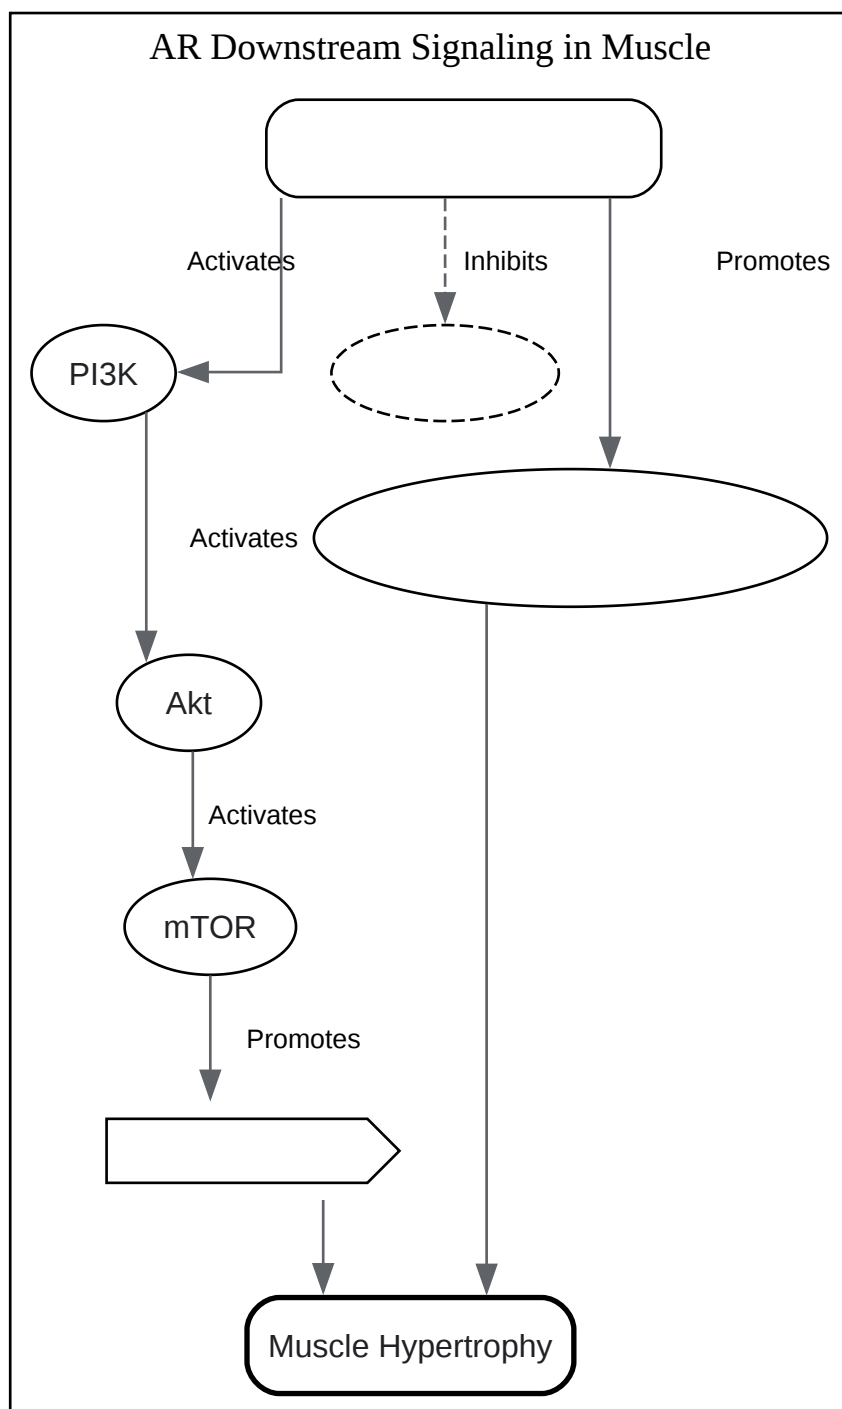 AR Downstream Signaling in Muscle
Activates
Inhibits
Promotes
PI3K
Activates
Akt
Activates
mTOR
Promotes
Muscle Hypertrophy